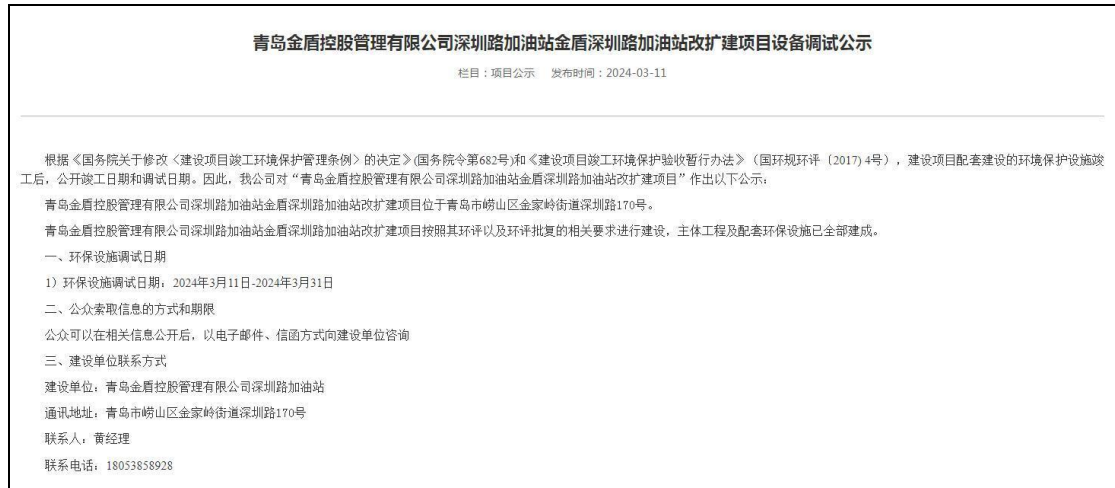 青岛金盾控股管理有限公司深圳路加油站金盾深圳路加油站改扩建项目设备调试公示
栏目：项目公示 发布时间：2024-03-11
根据《国务院关于修改〈建设项目竣工环境保护管理条例〉的决定》(国务院令第682号)和《建设项目竣工环境保护验收暂行办法》（国环规环评〔2017〕4号），建设项目配套建设的环境保护设施竣
工后，公开竣工日期和调试日期。因此，我公司对“青岛金盾控股管理有限公司深圳路加油站金盾深圳路加油站改扩建项目”作出以下公示：
青岛金盾控股管理有限公司深圳路加油站金盾深圳路加油站改扩建项目位于青岛市崂山区金家岭街道深圳路170号。
青岛金盾控股管理有限公司深圳路加油站金盾深圳路加油站改扩建项目按照其环评以及环评批复的相关要求进行建设，主体工程及配套环保设施已全部建成。
一、环保设施调试日期
1）环保设施调试日期：2024年3月11日-2024年3月31日
二、公众索取信息的方式和期限
公众可以在相关信息公开后，以电子邮件、信函方式向建设单位咨询
三、建设单位联系方式
建设单位：青岛金盾控股管理有限公司深圳路加油站
通讯地址：青岛市崂山区金家岭街道深圳路170号
联系人：黄经理
联系电话：18053858928